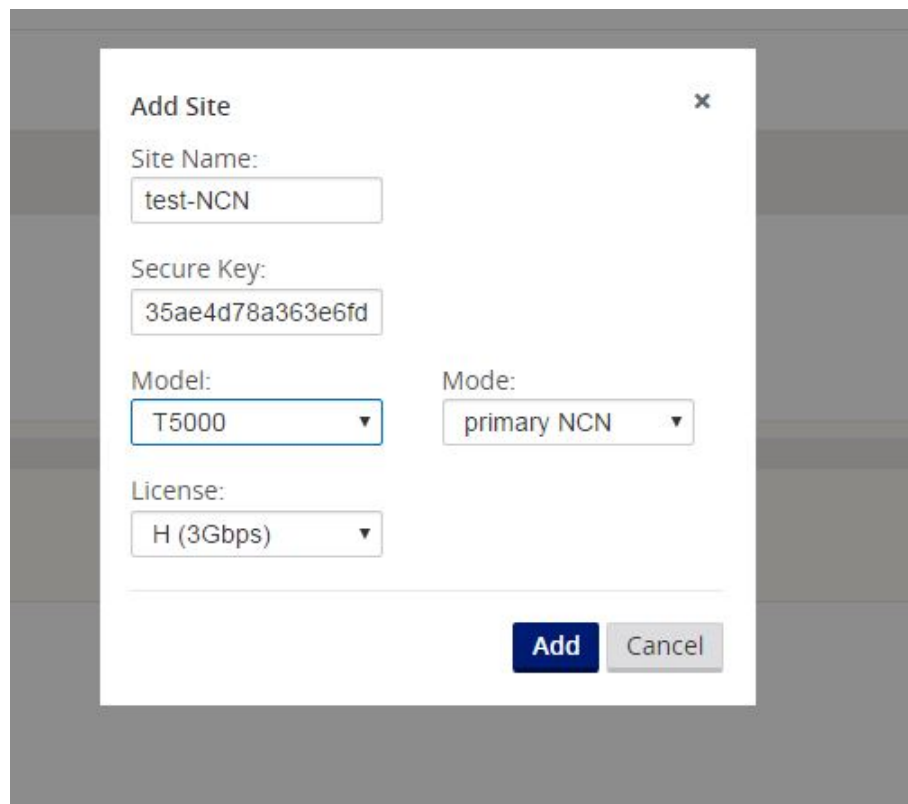 Add Site
Site Name:
test-NCN
Secure Key:
35ae4d78a363e6fd
Model: Mode:
T5000 primary NCN
License:
H (3Gbps)
Add Cancel